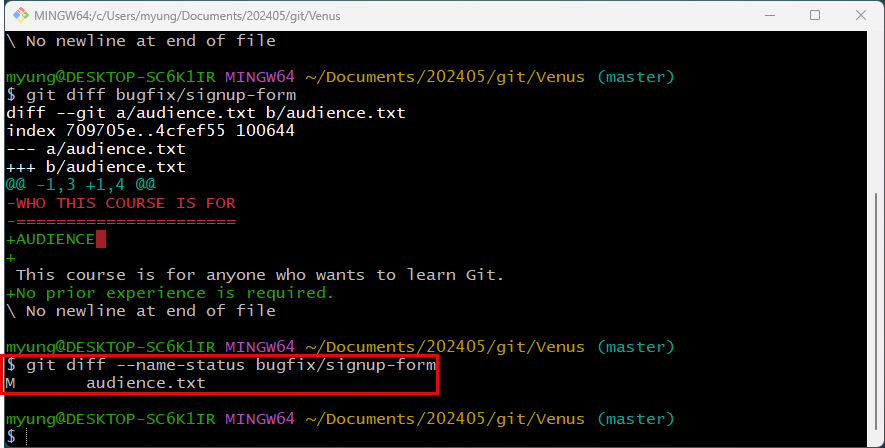 MINGW64:/c/Users/myung/Documents/202405/git/Venus
\ No newline at end of file
myung@DESKTOP-SC6K1IR MINGW64 ~/Documents/202405/git/Venus (master)
$ git diff bugfix/signup-form
diff --git a/audience.txt b/audience.txt
index 709705e..4cfef55 100644
--- a/audience.txt
+++ b/audience.txt
@@ -1,3 +1,4 @@
-WHO THIS COURSE IS FOR
-======================
+AUDIENCE
+
 This course is for anyone who wants to learn Git.
+No prior experience is required.
\ No newline at end of file
myung@DESKTOP-SC6K1IR MINGW64 ~/Documents/202405/git/Venus (master)
$ git diff --name-status bugfix/signup-form
M       audience.txt
myung@DESKTOP-SC6K1IR MINGW64 ~/Documents/202405/git/Venus (master)
$